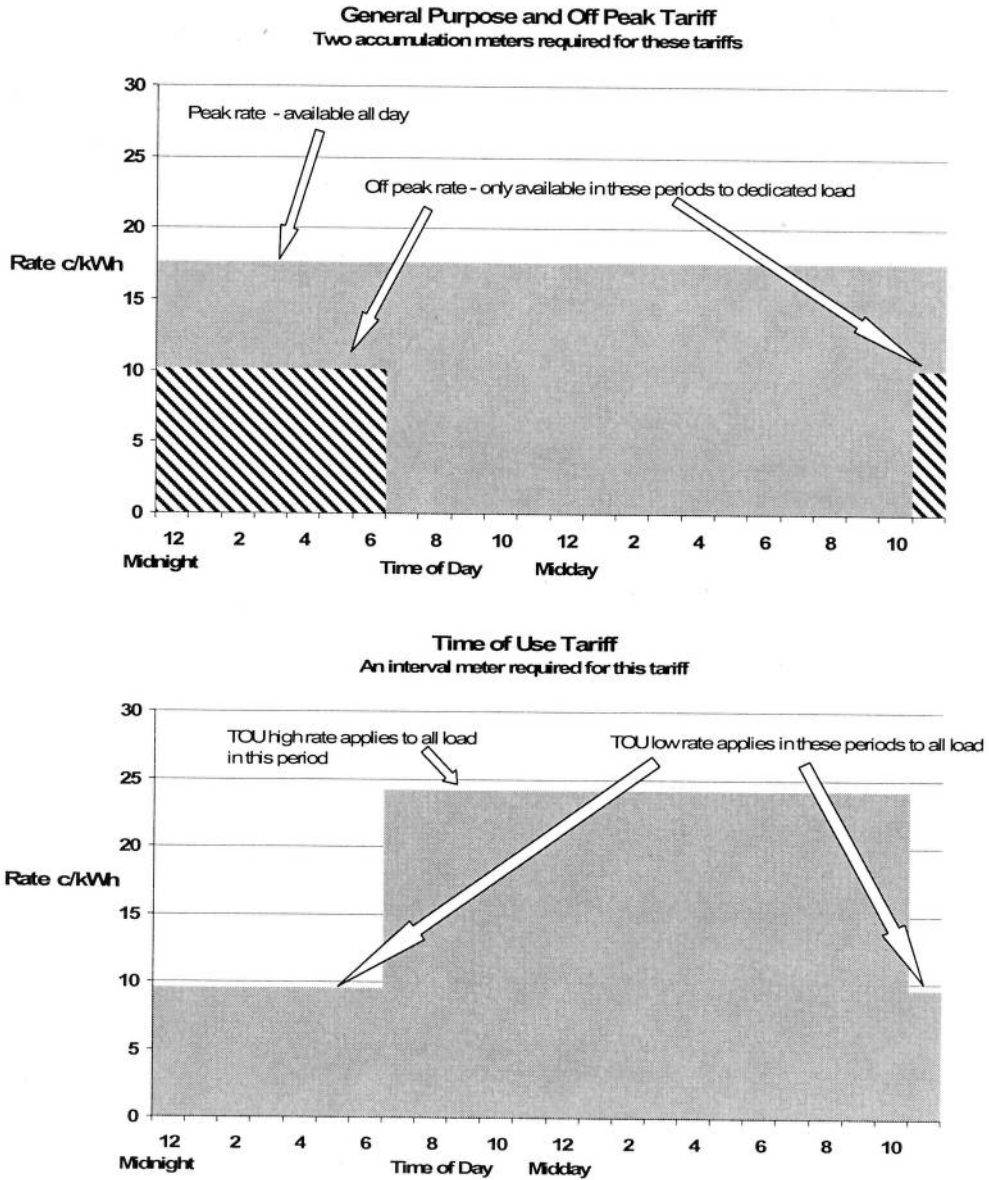 General Purpose and Off Peak Tariff
Two accumulation meters required for these tariffs
30
Peak rate - available all day
25
Off peak rate - only available in these periods to dedicated load
20
Rate c/kWh
15
10
5
0
12 2 4 6 8 10 12 2 4 6 8 10
Midnight Time of Day Midday
Time of Use Tariff
An interval meter required for this tariff
30
TOU high rate applies to all load
in this period
TOU low rate applies in these periods to all load
25
20
Rate c/kWh
15
10
5
0
12 2 4 6 8 10 12 2 4 6 8 10
Midnight Time of Day Midday